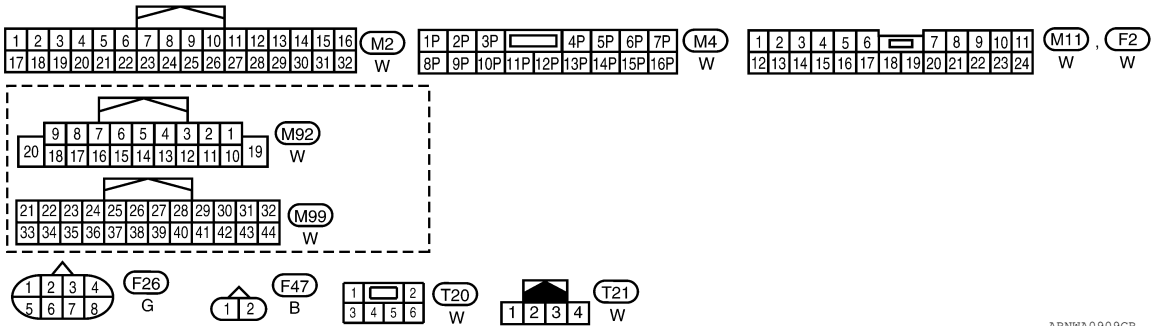 1 2 3 4 5 6 7 8 9 10 11 12 13 14 15 16 M2
17 18 19 20 21 22 23 24 25 26 27 28 29 30 31 32 W
1P 2P 3P 4P 5P 6P 7P M4
8P 9P 10P 11P 12P 13P 14P 15P 16P W
1 2 3 4 5 6 7 8 9 10 11 M11 , F2
12 13 14 15 16 17 18 19 20 21 22 23 24 W W
9 8 7 6 5 4 3 2 1 M92
20 18 17 16 15 14 13 12 11 10 19 W
21 22 23 24 25 26 27 28 29 30 31 32 M99
33 34 35 36 37 38 39 40 41 42 43 44 W
1 2 3 4 F26
5 6 7 8 G
1 2 F47
B
1 2 T20
3 4 5 6 W
1 2 3 4 T21
W